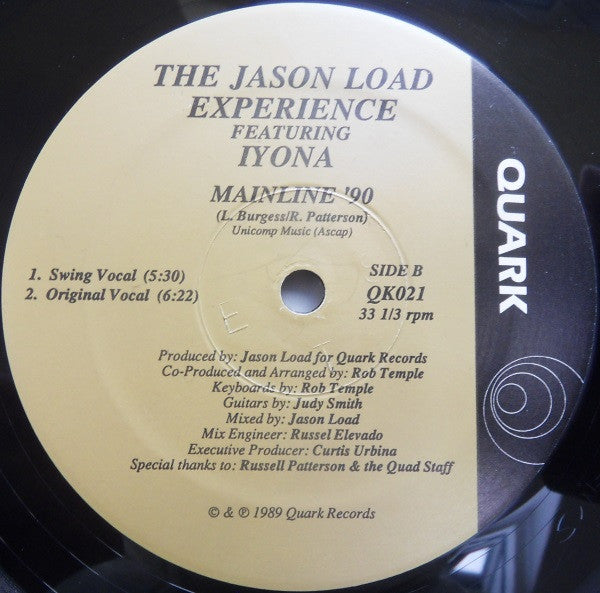 THE JASON LOAD
EXPERIENCE
FEATURING
IYONA
MAINLINE '90
(L. Burgess/R. Patterson)
Unicomp Music (Ascap)
1. Swing Vocal (5:30)
2. Original Vocal (6:22)
SIDE B
QK021
33 1/3 rpm
Produced by: Jason Load for Quark Records
Co-Produced and Arranged by: Rob Temple
Keyboards by: Rob Temple
Guitars by: Judy Smith
Mixed by: Jason Load
Mix Engineer: Russel Elevado
Executive Producer: Curtis Urbina
Special thanks to: Russell Patterson & the Quad Staff
© & ℗ 1989 Quark Records
QUARK